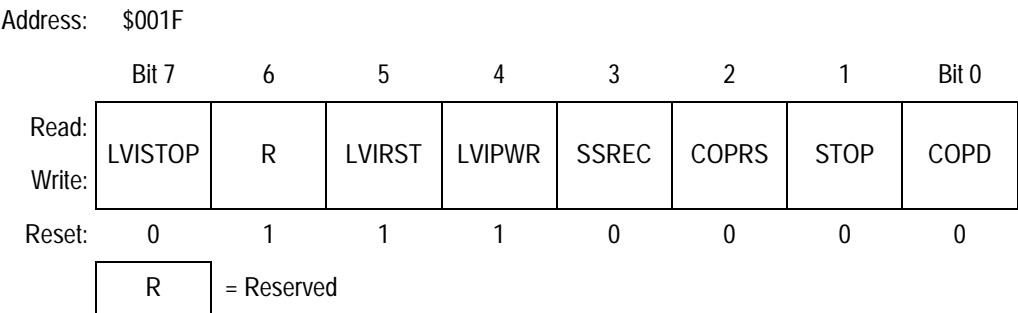 Address: $001F
Bit 7 6 5 4 3 2 1 Bit 0
Read:
LVISTOP R LVIRST LVIPWR SSREC COPRS STOP COPD
Write:
Reset: 0 1 1 1 0 0 0 0
R = Reserved